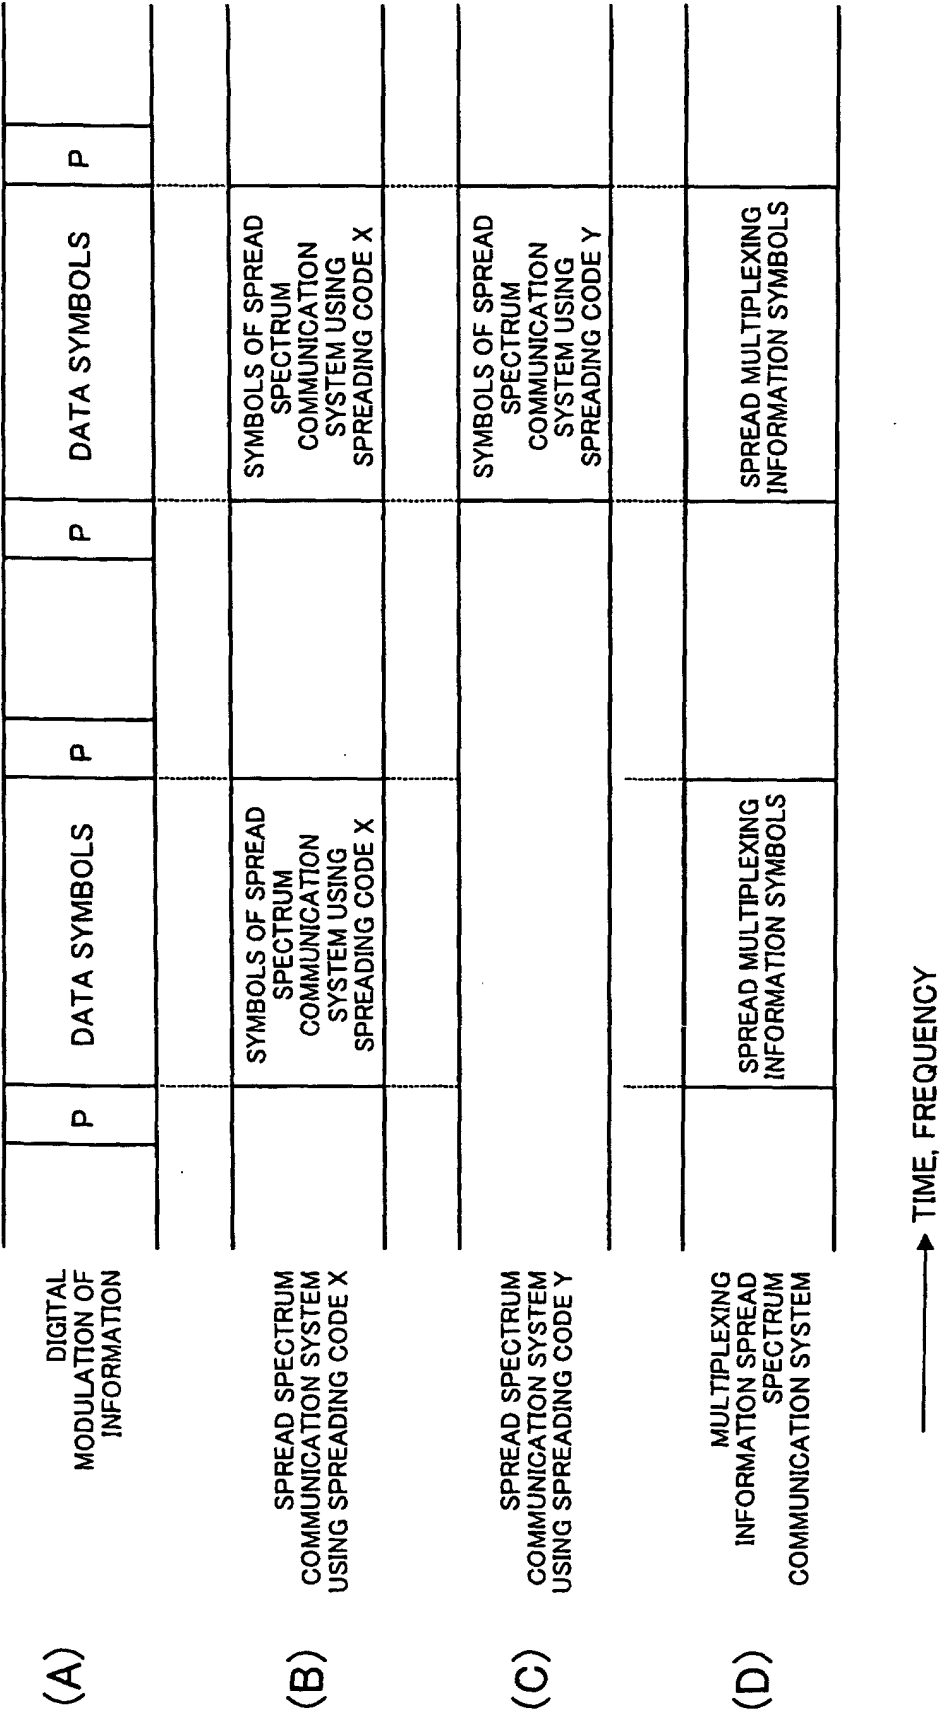 (A)
DIGITAL
MODULATION OF
INFORMATION
P
DATA SYMBOLS
P
P
DATA SYMBOLS
P
(B)
SPREAD SPECTRUM
COMMUNICATION SYSTEM
USING SPREADING CODE X
SYMBOLS OF SPREAD
SPECTRUM
COMMUNICATION
SYSTEM USING
SPREADING CODE X
SYMBOLS OF SPREAD
SPECTRUM
COMMUNICATION
SYSTEM USING
SPREADING CODE X
(C)
SPREAD SPECTRUM
COMMUNICATION SYSTEM
USING SPREADING CODE Y
SYMBOLS OF SPREAD
SPECTRUM
COMMUNICATION
SYSTEM USING
SPREADING CODE Y
(D)
MULTIPLEXING
INFORMATION SPREAD
SPECTRUM
COMMUNICATION SYSTEM
SPREAD MULTIPLEXING
INFORMATION SYMBOLS
SPREAD MULTIPLEXING
INFORMATION SYMBOLS
TIME, FREQUENCY